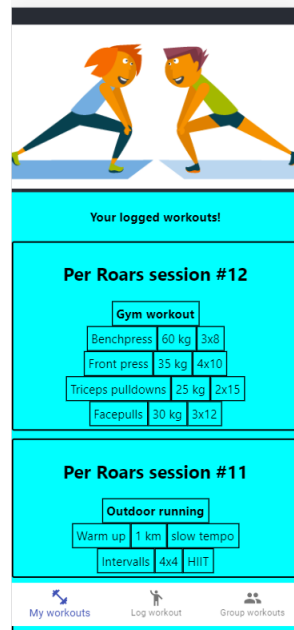 Your logged workouts!
Per Roars session #12
Gym workout
Benchpress 60 kg 3x8
Front press 35 kg 4x10
Triceps pulldowns 25 kg 2x15
Facepulls 30 kg 3x12
Per Roars session #11
Outdoor running
Warm up 1 km slow tempo
Intervalls 4x4 HIIT
My workouts Log workout Group workouts